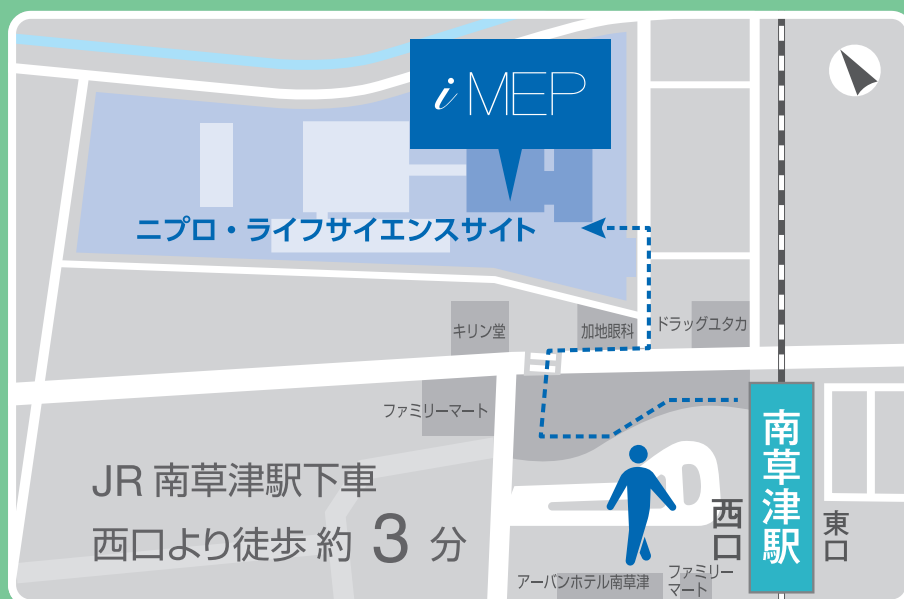 i MEP
ニプロ・ライフサイエンスサイト
キリン堂
加地眼科
ドラッグユタカ
ファミリーマート
JR 南草津駅下車
西口より徒歩 約 3 分
南草津駅
西口
東口
アーバンホテル南草津
ファミリー
マート